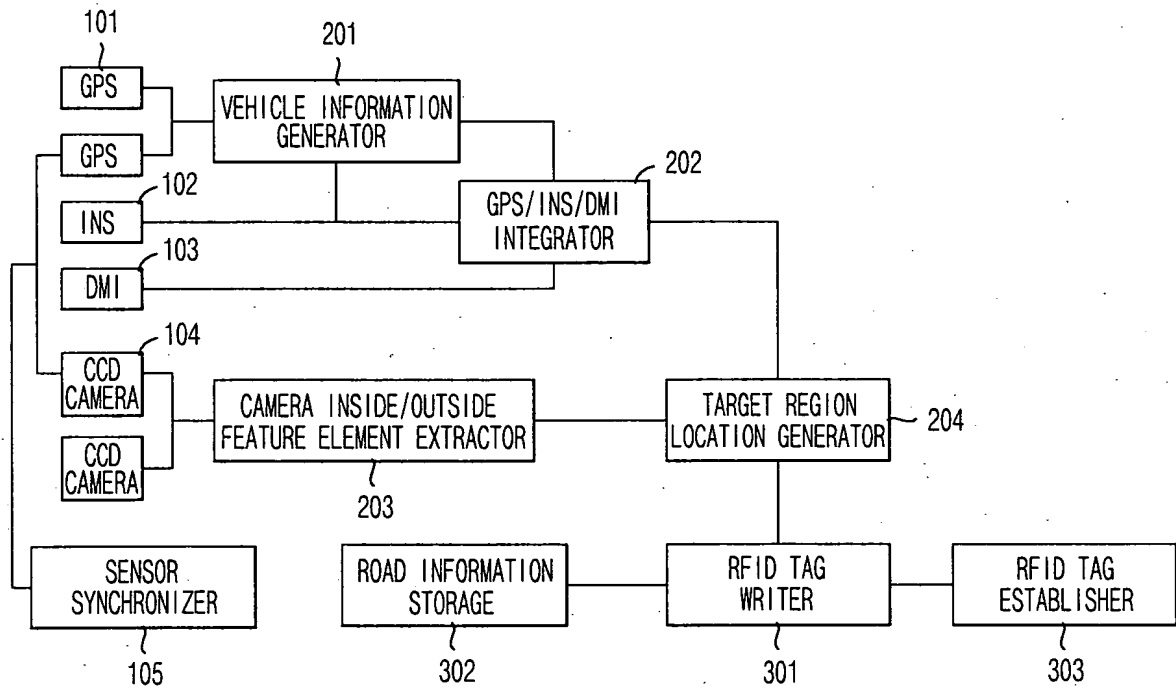 101
GPS
GPS
102
INS
103
DMI
104
CCD
CAMERA
CCD
CAMERA
201
VEHICLE INFORMATION
GENERATOR
202
GPS/INS/DMI
INTEGRATOR
CAMERA INSIDE/OUTSIDE
FEATURE ELEMENT EXTRACTOR
203
TARGET REGION
LOCATION GENERATOR
204
SENSOR
SYNCHRONIZER
105
ROAD INFORMATION
STORAGE
302
RFID TAG
WRITER
301
RFID TAG
ESTABLISHER
303